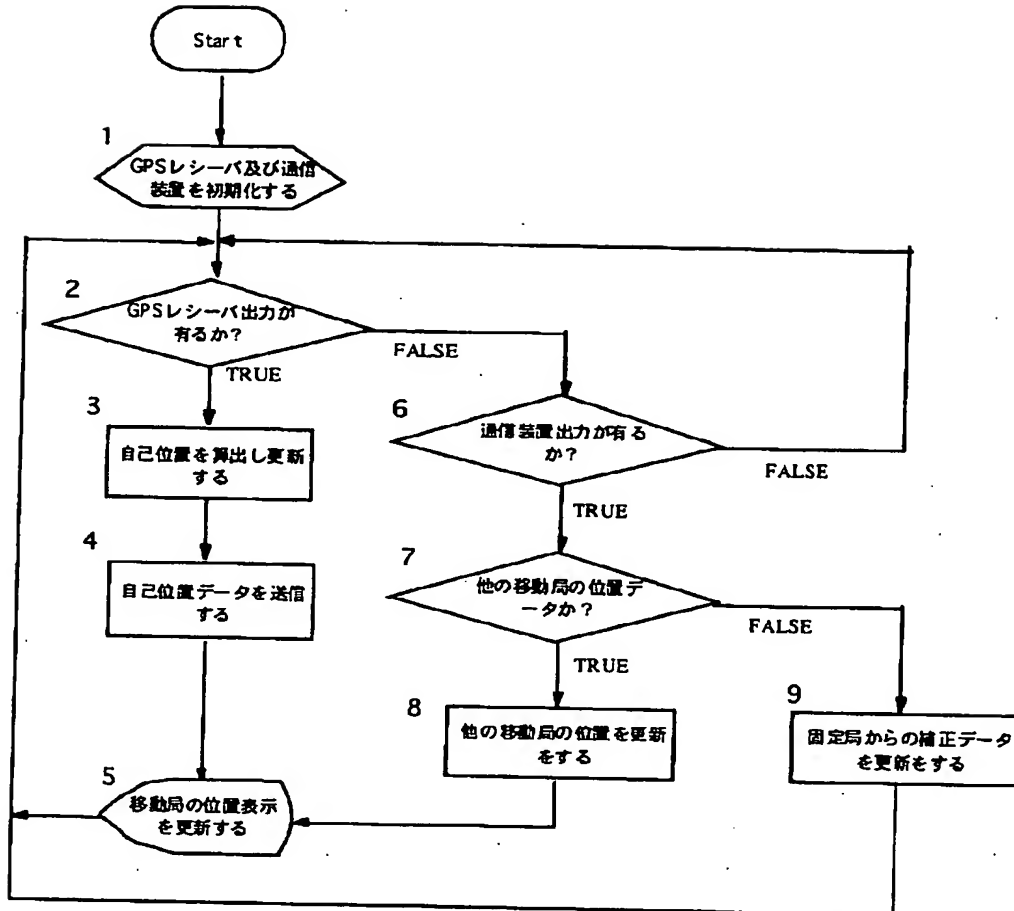 Start
1
GPSレシーバ及び通信
装置を初期化する
2
GPSレシーバ出力が
有るか?
FALSE
TRUE
3
自己位置を算出し更新
する
6
通信装置出力が有る
か?
FALSE
TRUE
4
自己位置データを送信
する
7
他の移動局の位置デ
ータか?
FALSE
TRUE
8
他の移動局の位置を更新
をする
9
固定局からの補正データ
を更新をする
5
移動局の位置表示
を更新する